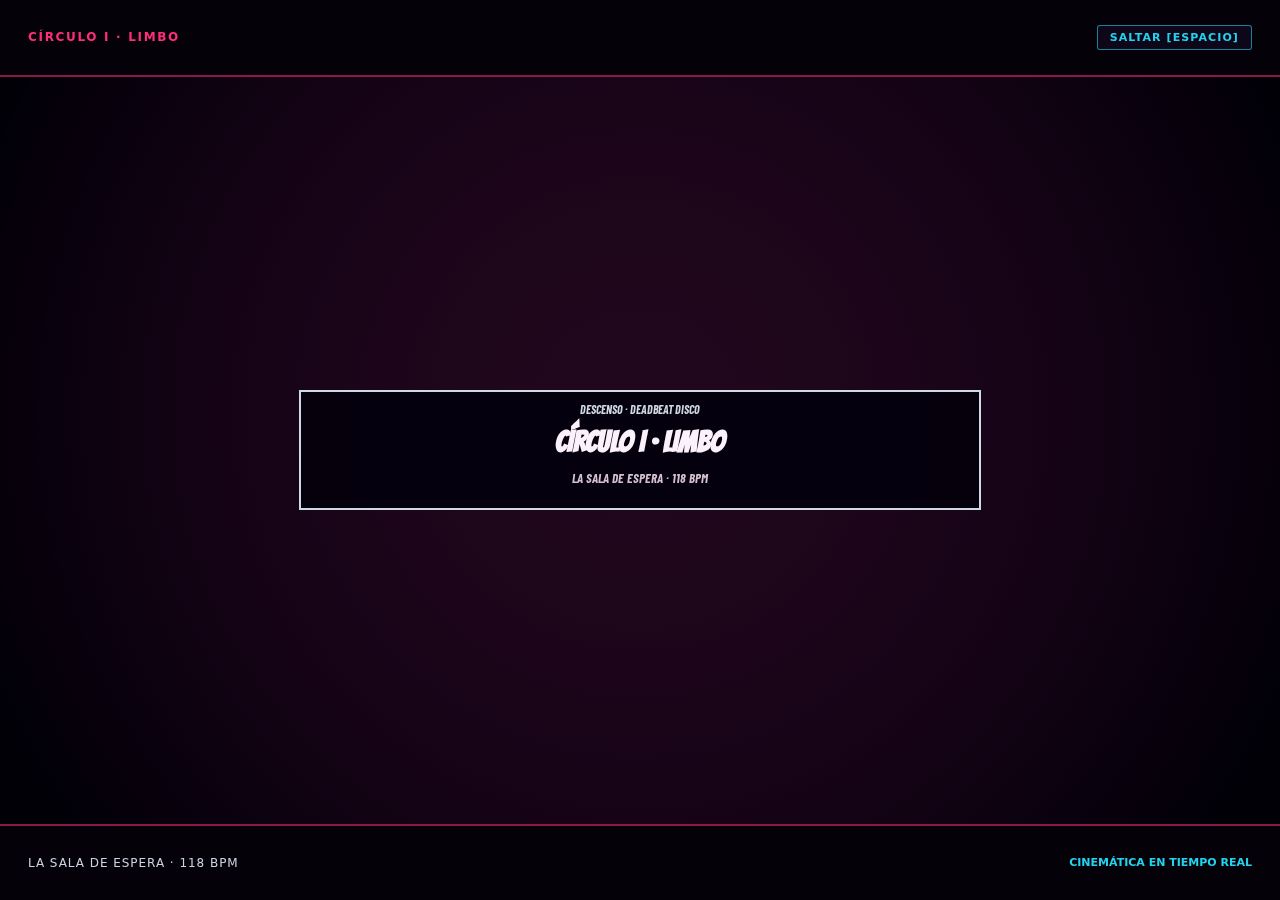 CÍRCULO I · LIMBO
SALTAR [ESPACIO]
DESCENSO · DEADBEAT DISCO
CÍRCULO I · LIMBO
LA SALA DE ESPERA · 118 BPM
LA SALA DE ESPERA · 118 BPM
CINEMÁTICA EN TIEMPO REAL